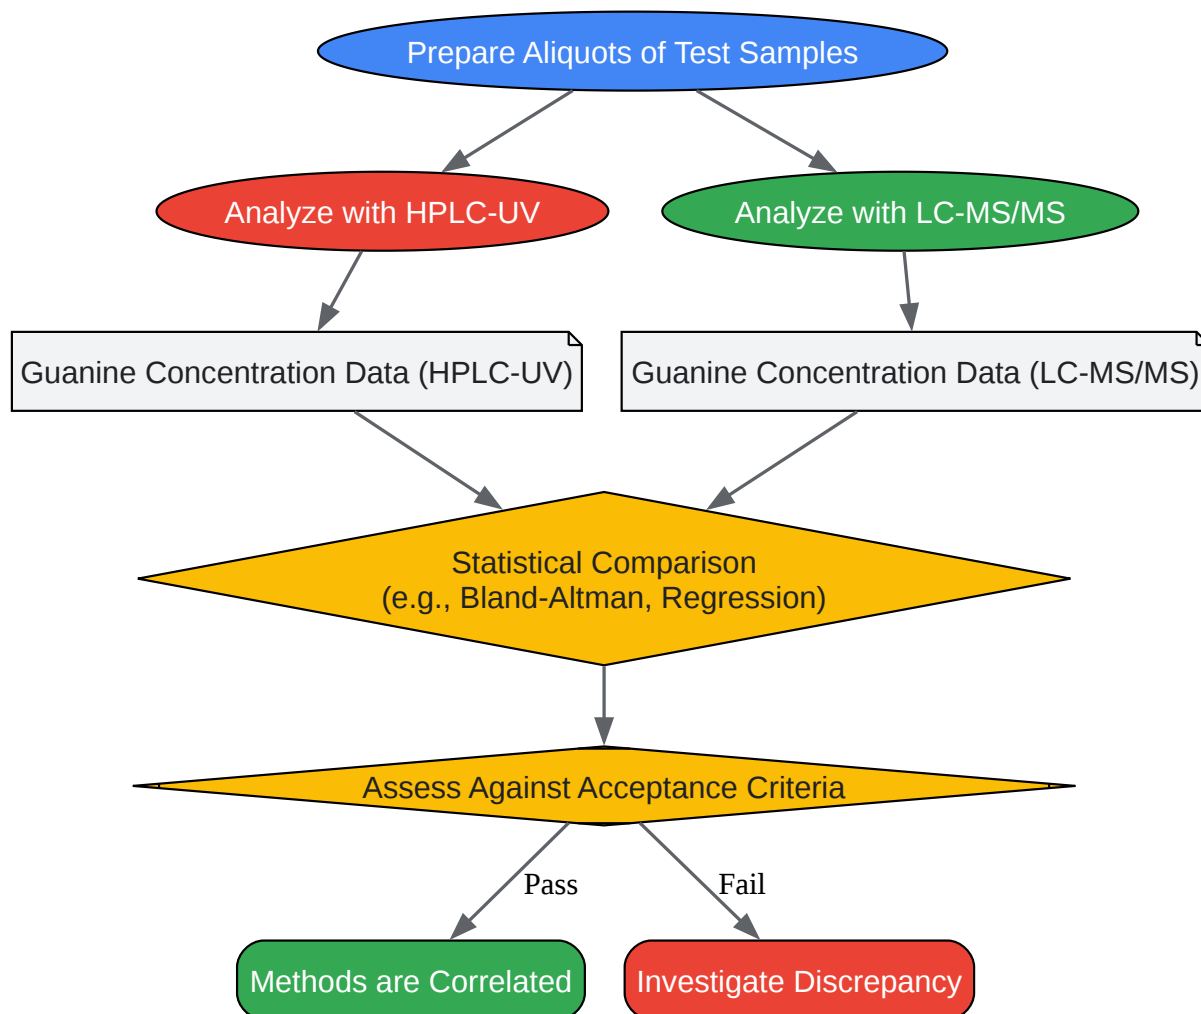 Prepare Aliquots of Test Samples
Analyze with HPLC-UV
Analyze with LC-MS/MS
Guanine Concentration Data (HPLC-UV)
Guanine Concentration Data (LC-MS/MS)
Statistical Comparison
(e.g., Bland-Altman, Regression)
Assess Against Acceptance Criteria
Pass
Fail
Methods are Correlated
Investigate Discrepancy